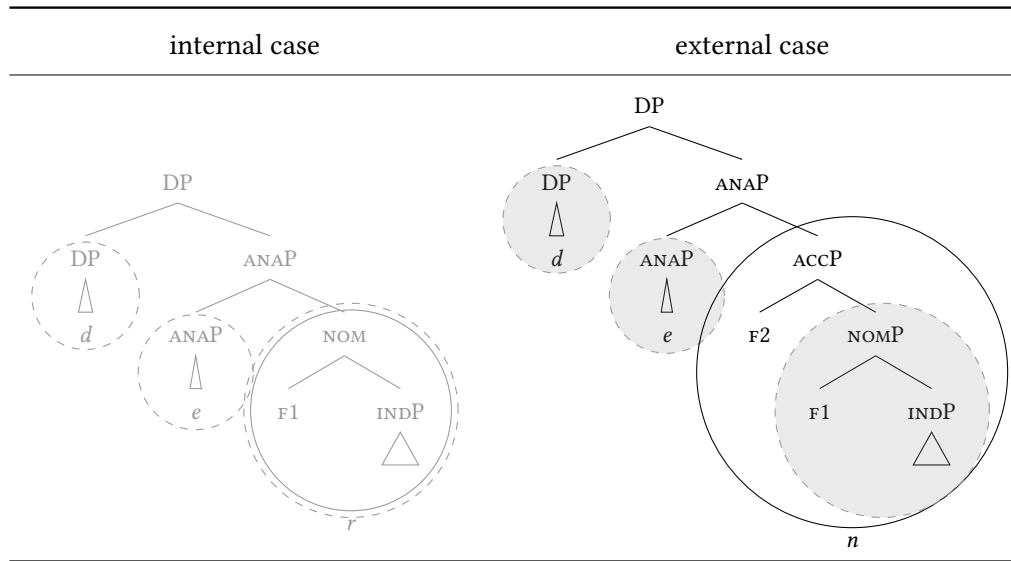 internal case external case
DP
DP DP ANAP
d
DP ANAP ANAP ACCP
d e
ANAP NOM F2 NOMP
e
F1 INDP F1 INDP
r n